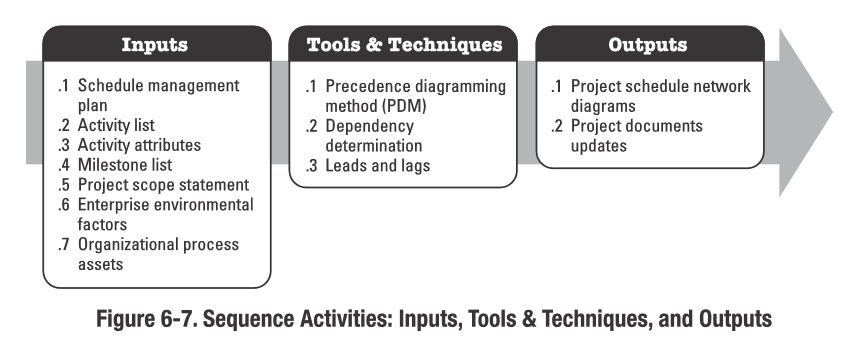 Inputs
.1 Schedule management
plan
.2 Activity list
.3 Activity attributes
.4 Milestone list
.5 Project scope statement
.6 Enterprise environmental
factors
.7 Organizational process
assets
Tools & Techniques
.1 Precedence diagramming
method (PDM)
.2 Dependency
determination
.3 Leads and lags
Outputs
.1 Project schedule network
diagrams
.2 Project documents
updates
Figure 6-7. Sequence Activities: Inputs, Tools & Techniques, and Outputs